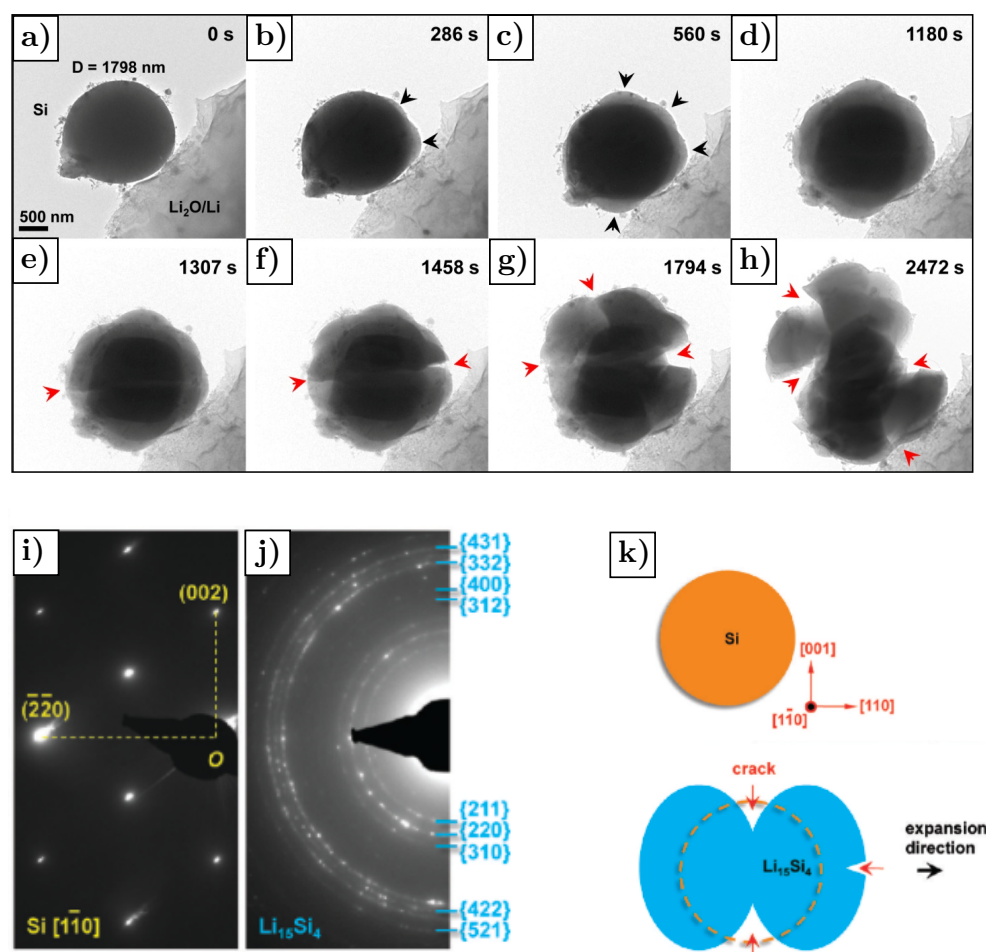 a)
0 s
D = 1798 nm
Si
Li₂O/Li
500 nm
b)
286 s
c)
560 s
d)
1180 s
e)
1307 s
f)
1458 s
g)
1794 s
h)
2472 s
i)
(002)
(2̅2̅0)
O
Si [11̅0]
j)
{431}
{332}
{400}
{312}
{211}
{220}
{310}
{422}
{521}
Li₁₅Si₄
k)
Si
[001]
[11̅0]
[110]
crack
Li₁₅Si₄
expansion
direction